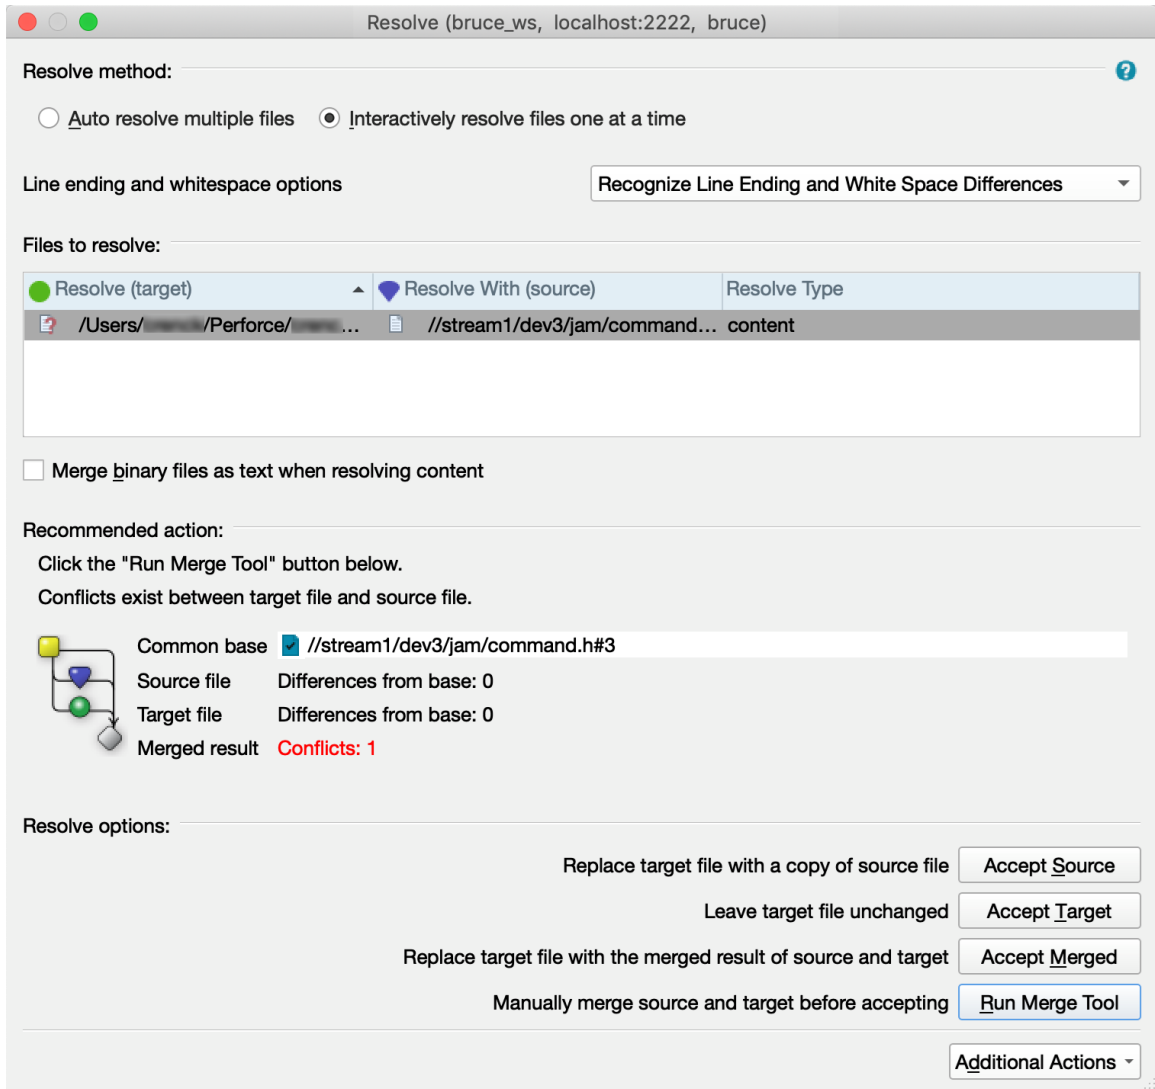 Resolve (bruce_ws, localhost:2222, bruce)
Resolve method:
Auto resolve multiple files Interactively resolve files one at a time
Line ending and whitespace options Recognize Line Ending and White Space Differences
Files to resolve:
Resolve (target) Resolve With (source) Resolve Type
/Users/ /Perforce/ ... //stream1/dev3/jam/command... content
Merge binary files as text when resolving content
Recommended action:
Click the "Run Merge Tool" button below.
Conflicts exist between target file and source file.
Common base //stream1/dev3/jam/command.h#3
Source file Differences from base: 0
Target file Differences from base: 0
Merged result Conflicts: 1
Resolve options:
Replace target file with a copy of source file Accept Source
Leave target file unchanged Accept Target
Replace target file with the merged result of source and target Accept Merged
Manually merge source and target before accepting Run Merge Tool
Additional Actions